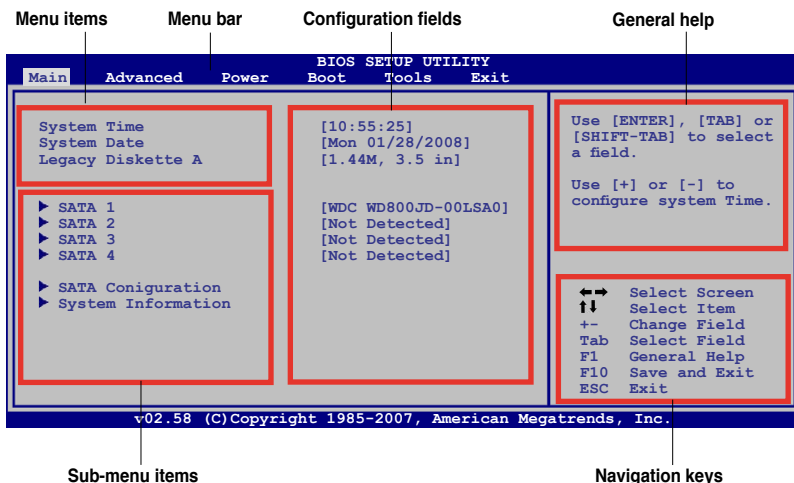 Menu items Menu bar Configuration fields General help
BIOS SETUP UTILITY
Main Advanced Power Boot Tools Exit
System Time [10:55:25]
System Date [Mon 01/28/2008]
Legacy Diskette A [1.44M, 3.5 in]
SATA 1 [WDC WD800JD-00LSA0]
SATA 2 [Not Detected]
SATA 3 [Not Detected]
SATA 4 [Not Detected]
SATA Coniguration
System Information
Use [ENTER], [TAB] or
[SHIFT-TAB] to select
a field.
Use [+] or [-] to
configure system Time.
←→ Select Screen
↑↓ Select Item
+- Change Field
Tab Select Field
F1 General Help
F10 Save and Exit
ESC Exit
v02.58 (C)Copyright 1985-2007, American Megatrends, Inc.
Sub-menu items Navigation keys